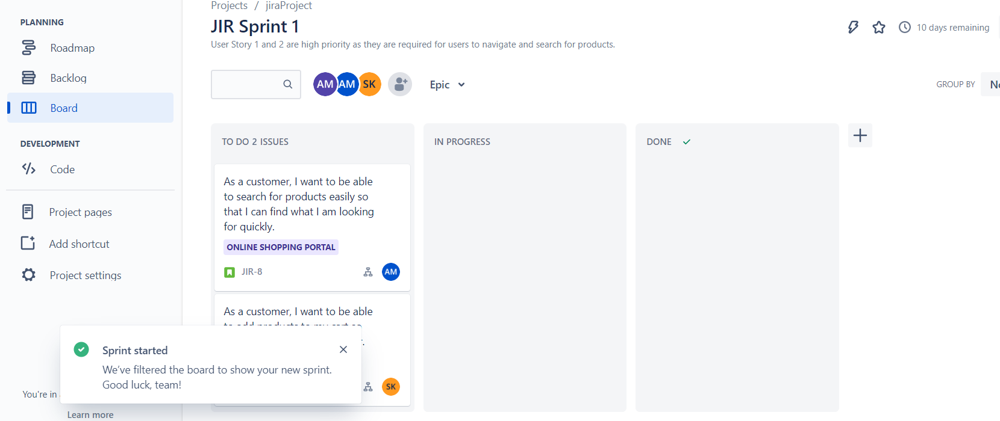 PLANNING
Roadmap
Backlog
Board
DEVELOPMENT
Code
Project pages
Add shortcut
Project settings
You're in
Learn more
Projects / jiraProject
JIR Sprint 1
User Story 1 and 2 are high priority as they are required for users to navigate and search for products.
10 days remaining
AM AM SK
Epic
GROUP BY
TO DO 2 ISSUES
As a customer, I want to be able
to search for products easily so
that I can find what I am looking
for quickly.
ONLINE SHOPPING PORTAL
JIR-8
AM
As a customer, I want to be able
to add products to my cart so
SK
IN PROGRESS
DONE
Sprint started
We've filtered the board to show your new sprint.
Good luck, team!